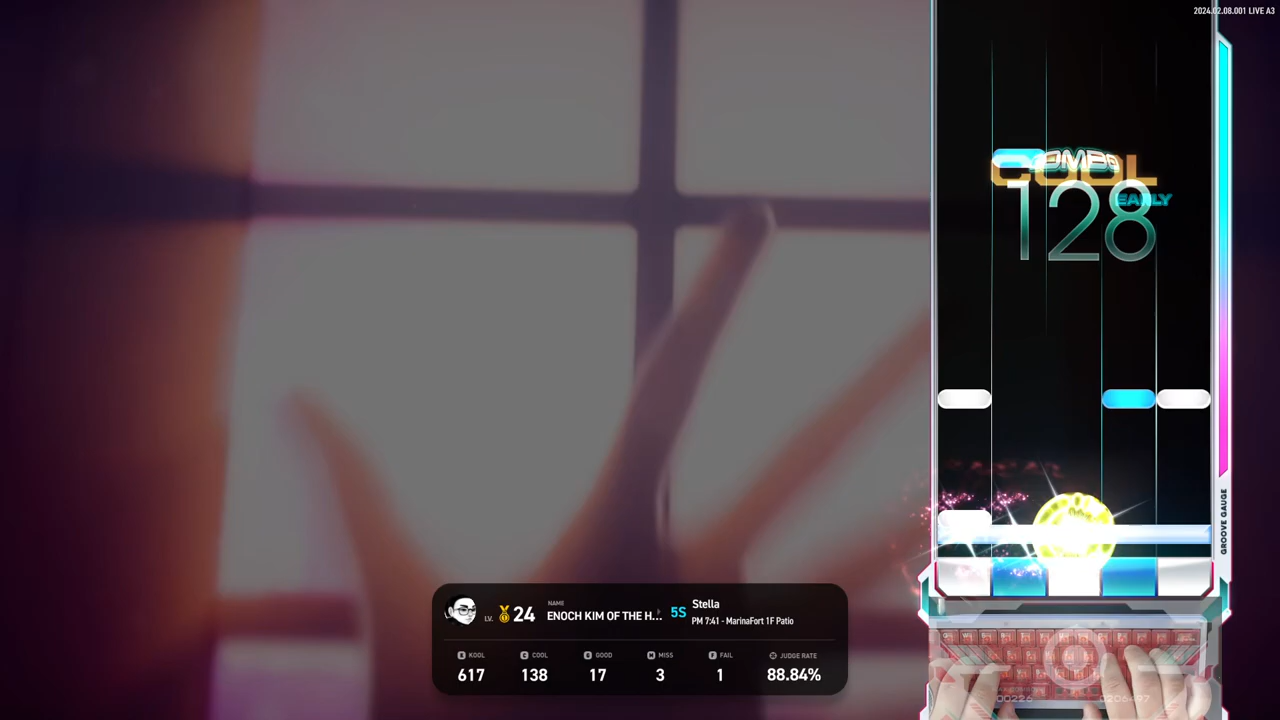 2024.02.08.001 LIVE A3
COMBO
COOL
EARLY
128
GROOVE GAUGE
LV. 24
NAME
ENOCH KIM OF THE H...
5S
Stella
PM 7:41 - MarinaFort 1F Patio
K KOOL
617
C COOL
138
G GOOD
17
M MISS
3
F FAIL
1
JUDGE RATE
88.84%